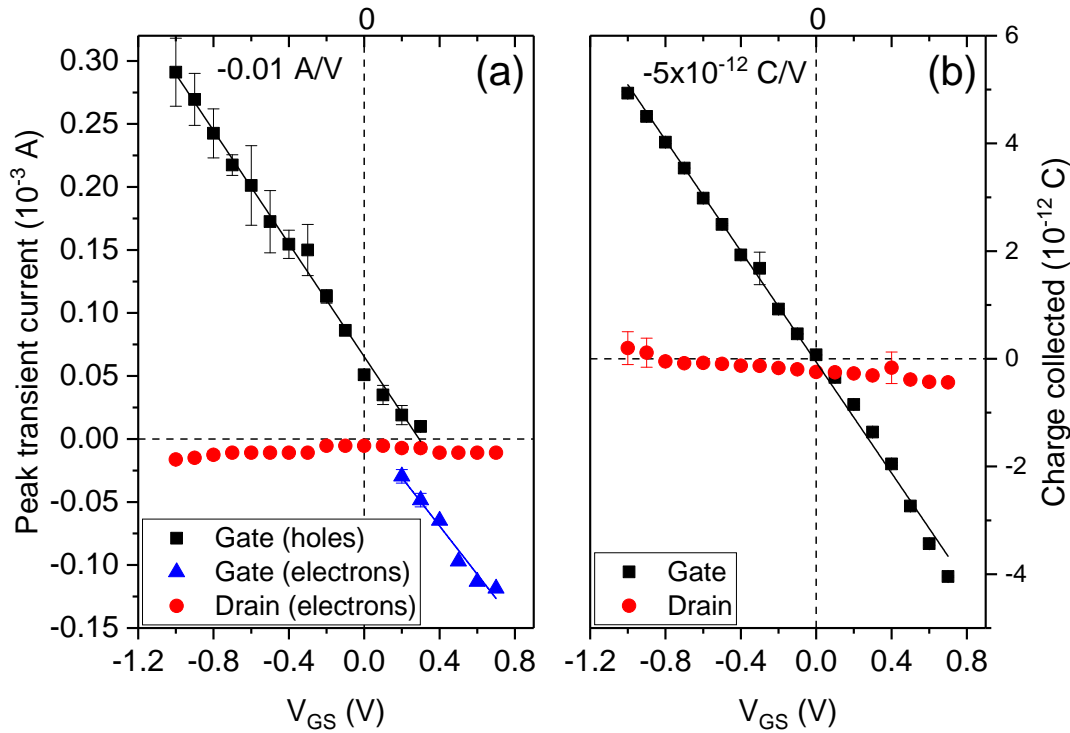 0
0
-0.01 A/V
(a)
-5x10⁻¹² C/V
(b)
0.30
0.25
0.20
0.15
0.10
0.05
0.00
-0.05
-0.10
-0.15
Peak transient current (10⁻³ A)
Gate (holes)
Gate (electrons)
Drain (electrons)
-1.2
-0.8
-0.4
0.0
0.4
0.8
V_GS (V)
Gate
Drain
-1.2
-0.8
-0.4
0.0
0.4
0.8
V_GS (V)
6
4
2
0
-2
-4
Charge collected (10⁻¹² C)